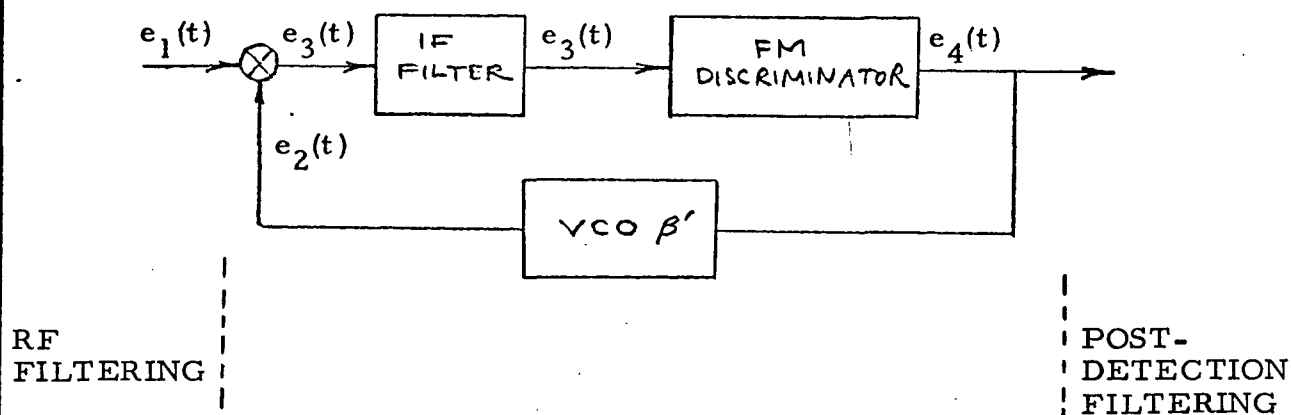 e1(t)
e3(t)
IF
FILTER
e3(t)
FM
DISCRIMINATOR
e4(t)
e2(t)
VCO β′
RF
FILTERING
POST-
DETECTION
FILTERING